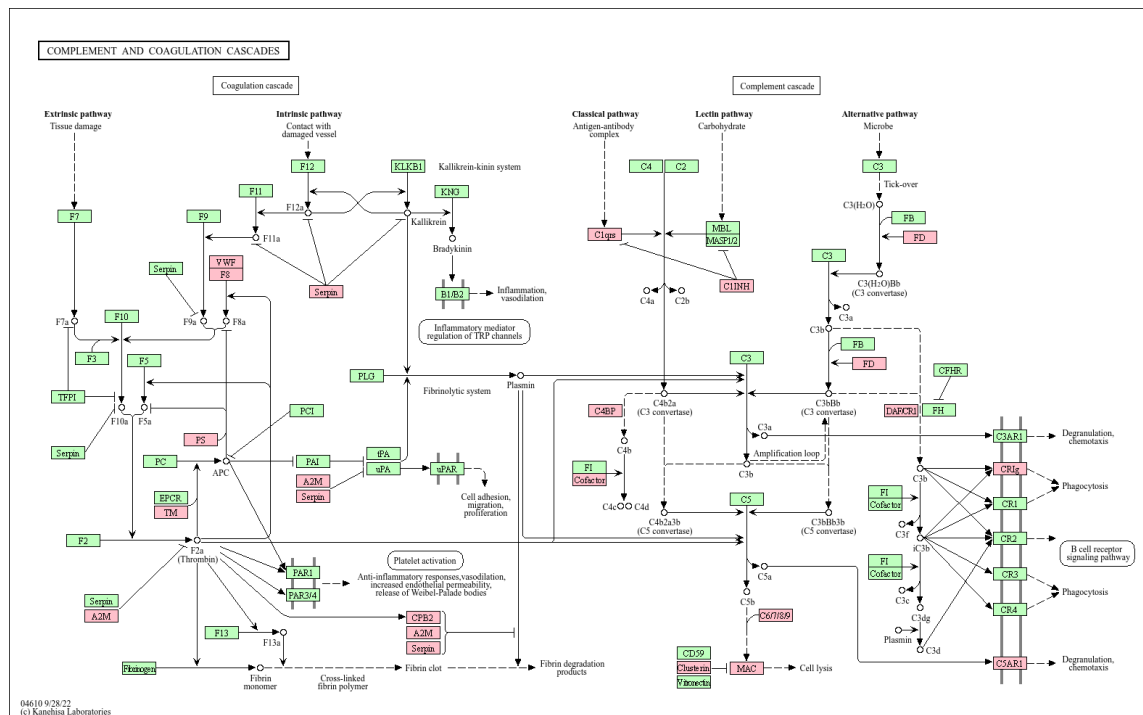 COMPLEMENT AND COAGULATION CASCADES
Coagulation cascade
Complement cascade
Extrinsic pathway
Tissue damage
Intrinsic pathway
Contact with
damaged vessel
Classical pathway
Antigen-antibody
complex
Lectin pathway
Carbohydrate
Alternative pathway
Microbe
F12
KLKB1
Kallikrein-kinin system
C4
C2
C3
Tick-over
F11
KNG
F12a
Kallikrein
C3(H2O)
F7
F9
F11a
FB
FD
MBL
MASP1/2
C1qrs
Bradykinin
VWF
F8
Serpin
C3
C3(H2O)Bb
(C3 convertase)
Serpin
B1/B2
Inflammation,
vasodilation
C1INH
C4a
C2b
C3a
F7a
F10
F9a
F8a
C3b
Inflammatory mediator
regulation of TRP channels
FB
F3
F5
C3
FD
CFHR
PLG
Plasmin
Fibrinolytic system
TFPI
F10a
F5a
PCI
C4BP
C4b2a
(C3 convertase)
C3bBb
(C3 convertase)
DAF/CR1
FH
C3a
C3AR1
Degranulation,
chemotaxis
PS
C4b
Serpin
PC
APC
PAI
tPA
uPA
uPAR
Amplification loop
C3b
C3b
CRIg
Phagocytosis
A2M
Serpin
FI
Cofactor
Cell adhesion,
migration,
proliferation
EPCR
TM
C5
FI
Cofactor
CR1
C4c
C4d
C4b2a3b
(C5 convertase)
C3bBb3b
(C5 convertase)
C3f
F2
F2a
(Thrombin)
iC3b
CR2
B cell receptor
signaling pathway
Platelet activation
PAR1
PAR3/4
Anti-inflammatory responses,vasodilation,
increased endothelial permeability,
release of Weibel-Palade bodies
C5a
FI
Cofactor
CR3
Phagocytosis
C5b
C3c
Serpin
A2M
C3dg
CR4
CPB2
A2M
Serpin
C6/7/8/9
F13
F13a
Plasmin
C3d
CD59
Clusterin
Vitronectin
MAC
Cell lysis
C5AR1
Degranulation,
chemotaxis
Fibrinogen
Fibrin
monomer
Cross-linked
fibrin polymer
Fibrin clot
Fibrin degradation
products
04610 9/28/22
(c) Kanehisa Laboratories